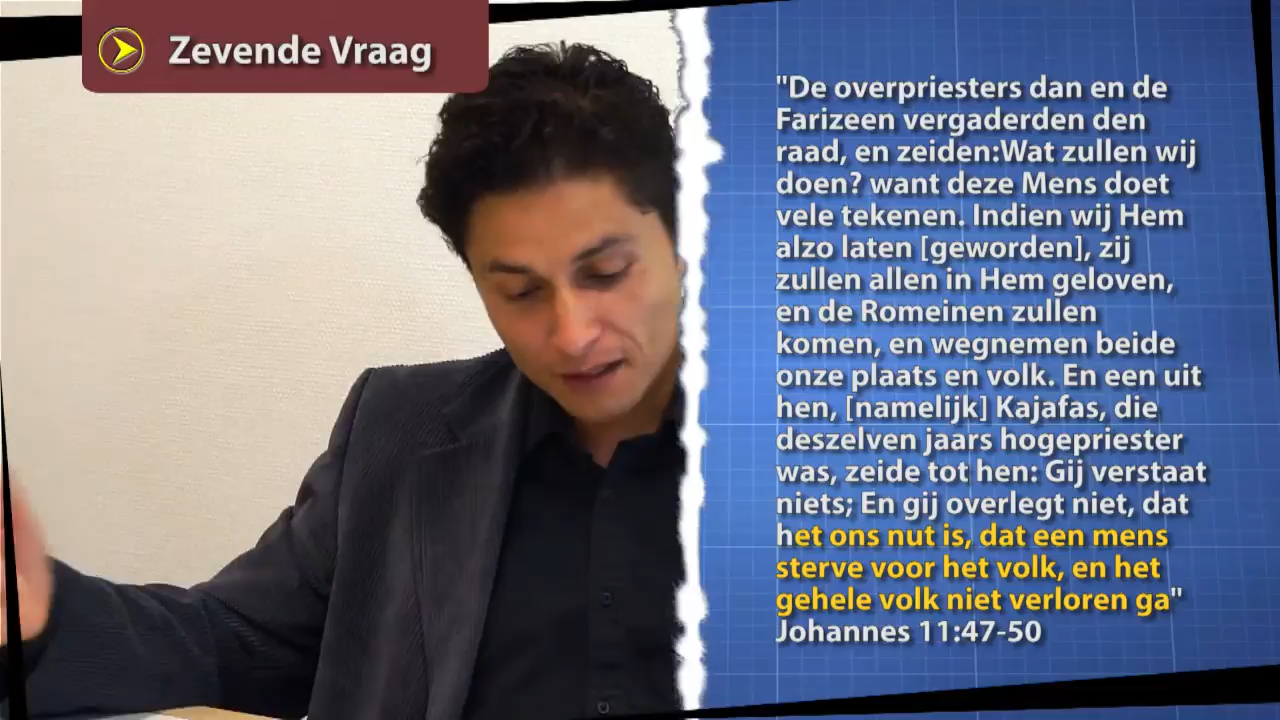 Zevende Vraag
"De overpriesters dan en de
Farizeen vergaderden den
raad, en zeiden:Wat zullen wij
doen? want deze Mens doet
vele tekenen. Indien wij Hem
alzo laten [geworden], zij
zullen allen in Hem geloven,
en de Romeinen zullen
komen, en wegnemen beide
onze plaats en volk. En een uit
hen, [namelijk] Kajafas, die
deszelven jaars hogepriester
was, zeide tot hen: Gij verstaat
niets; En gij overlegt niet, dat
het ons nut is, dat een mens
sterve voor het volk, en het
gehele volk niet verloren ga"
Johannes 11:47-50